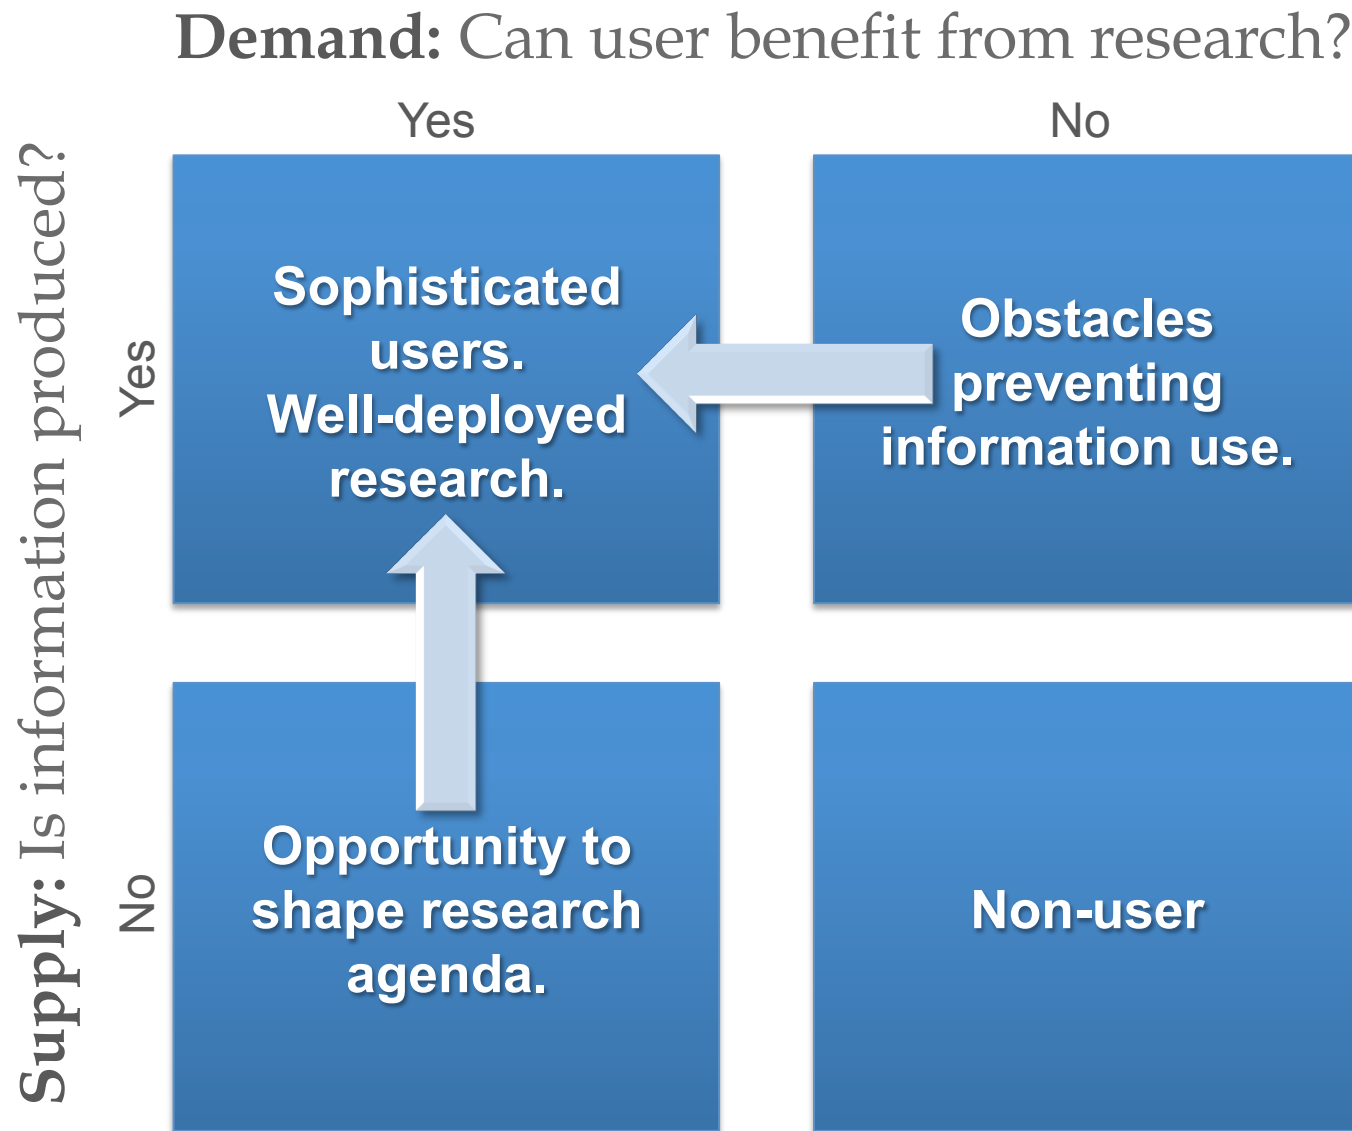 Demand: Can user benefit from research?
Yes
No
Supply: Is information produced?
Yes
Sophisticated
users.
Well-deployed
research.
Obstacles
preventing
information use.
No
Opportunity to
shape research
agenda.
Non-user